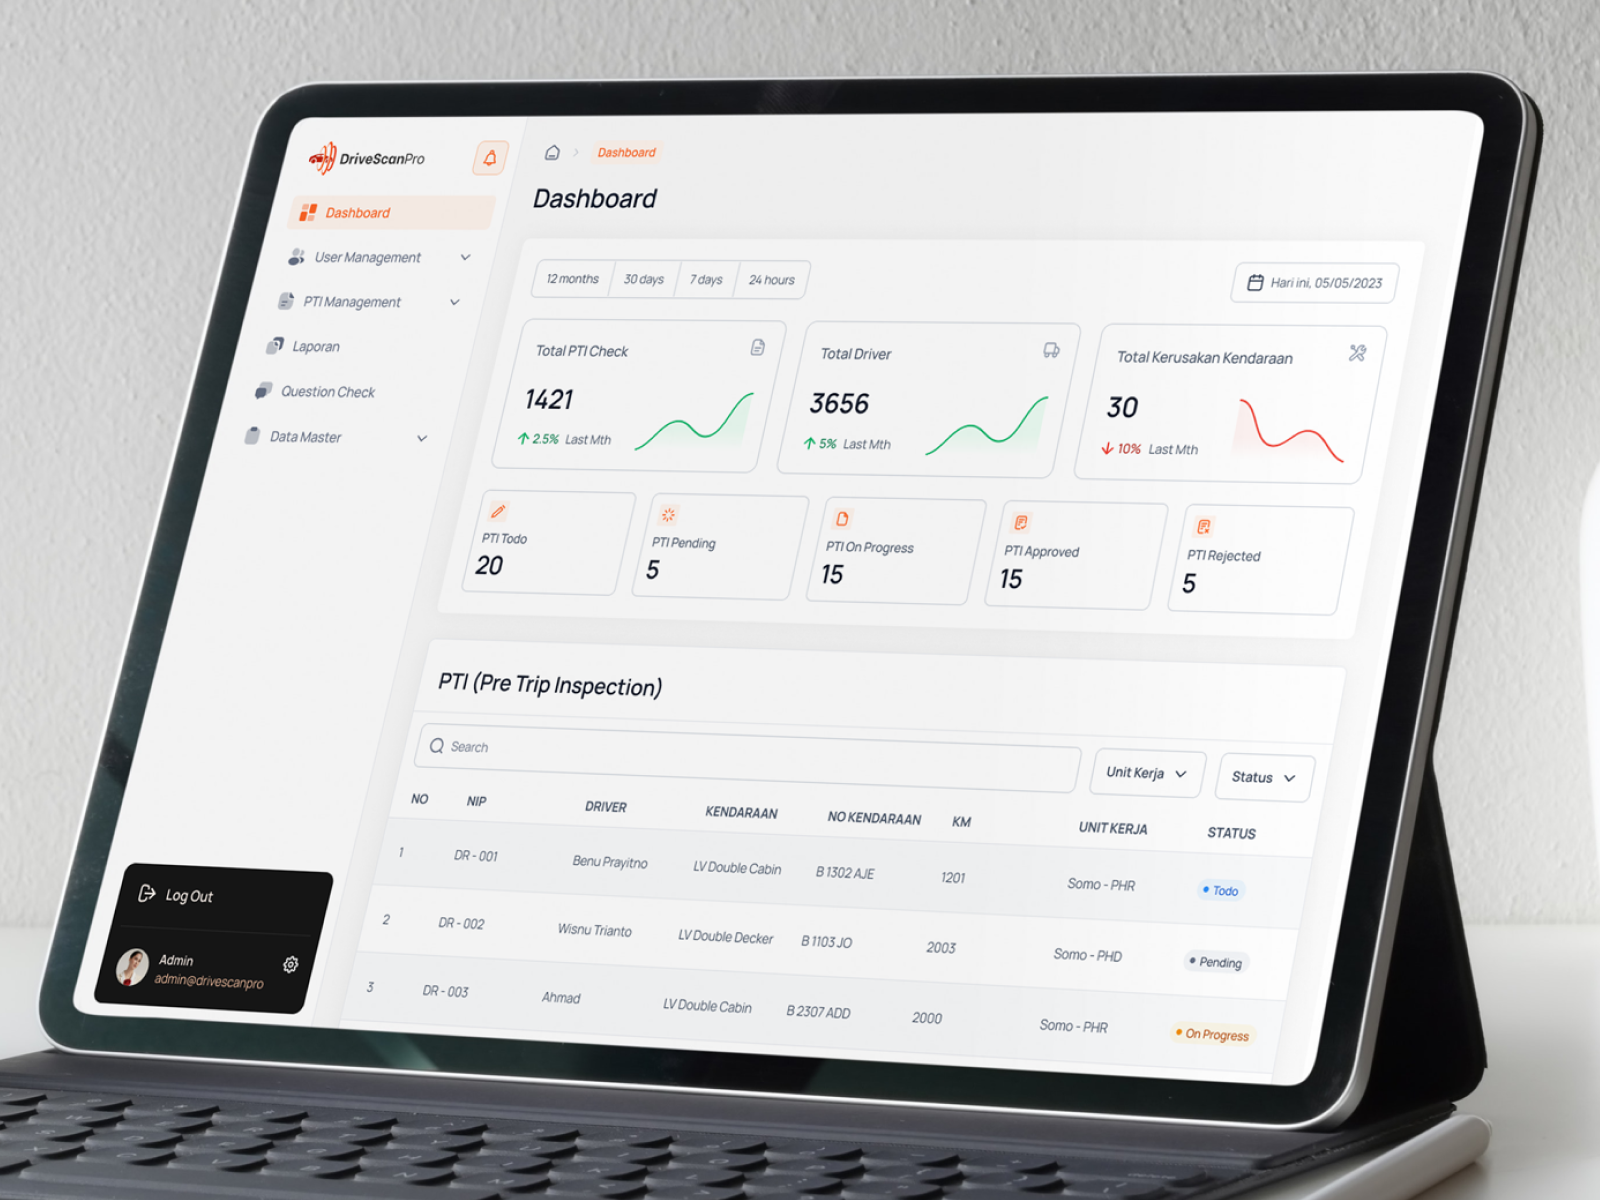 DriveScanPro
Dashboard
User Management
PTI Management
Laporan
Question Check
Data Master
Log Out
Admin
admin@drivescanpro
Dashboard
Dashboard
12 months 30 days 7 days 24 hours
Hari ini, 05/05/2023
Total PTI Check
1421
2.5% Last Mth
Total Driver
3656
5% Last Mth
Total Kerusakan Kendaraan
30
10% Last Mth
PTI Todo
20
PTI Pending
5
PTI On Progress
15
PTI Approved
15
PTI Rejected
5
PTI (Pre Trip Inspection)
Search
Unit Kerja
Status
NO NIP DRIVER KENDARAAN NO KENDARAAN KM UNIT KERJA STATUS
1 DR - 001 Benu Prayitno LV Double Cabin B 1302 AJE 1201 Somo - PHR Todo
2 DR - 002 Wisnu Trianto LV Double Decker B 1103 JO 2003 Somo - PHD Pending
3 DR - 003 Ahmad LV Double Cabin B 2307 ADD 2000 Somo - PHR On Progress